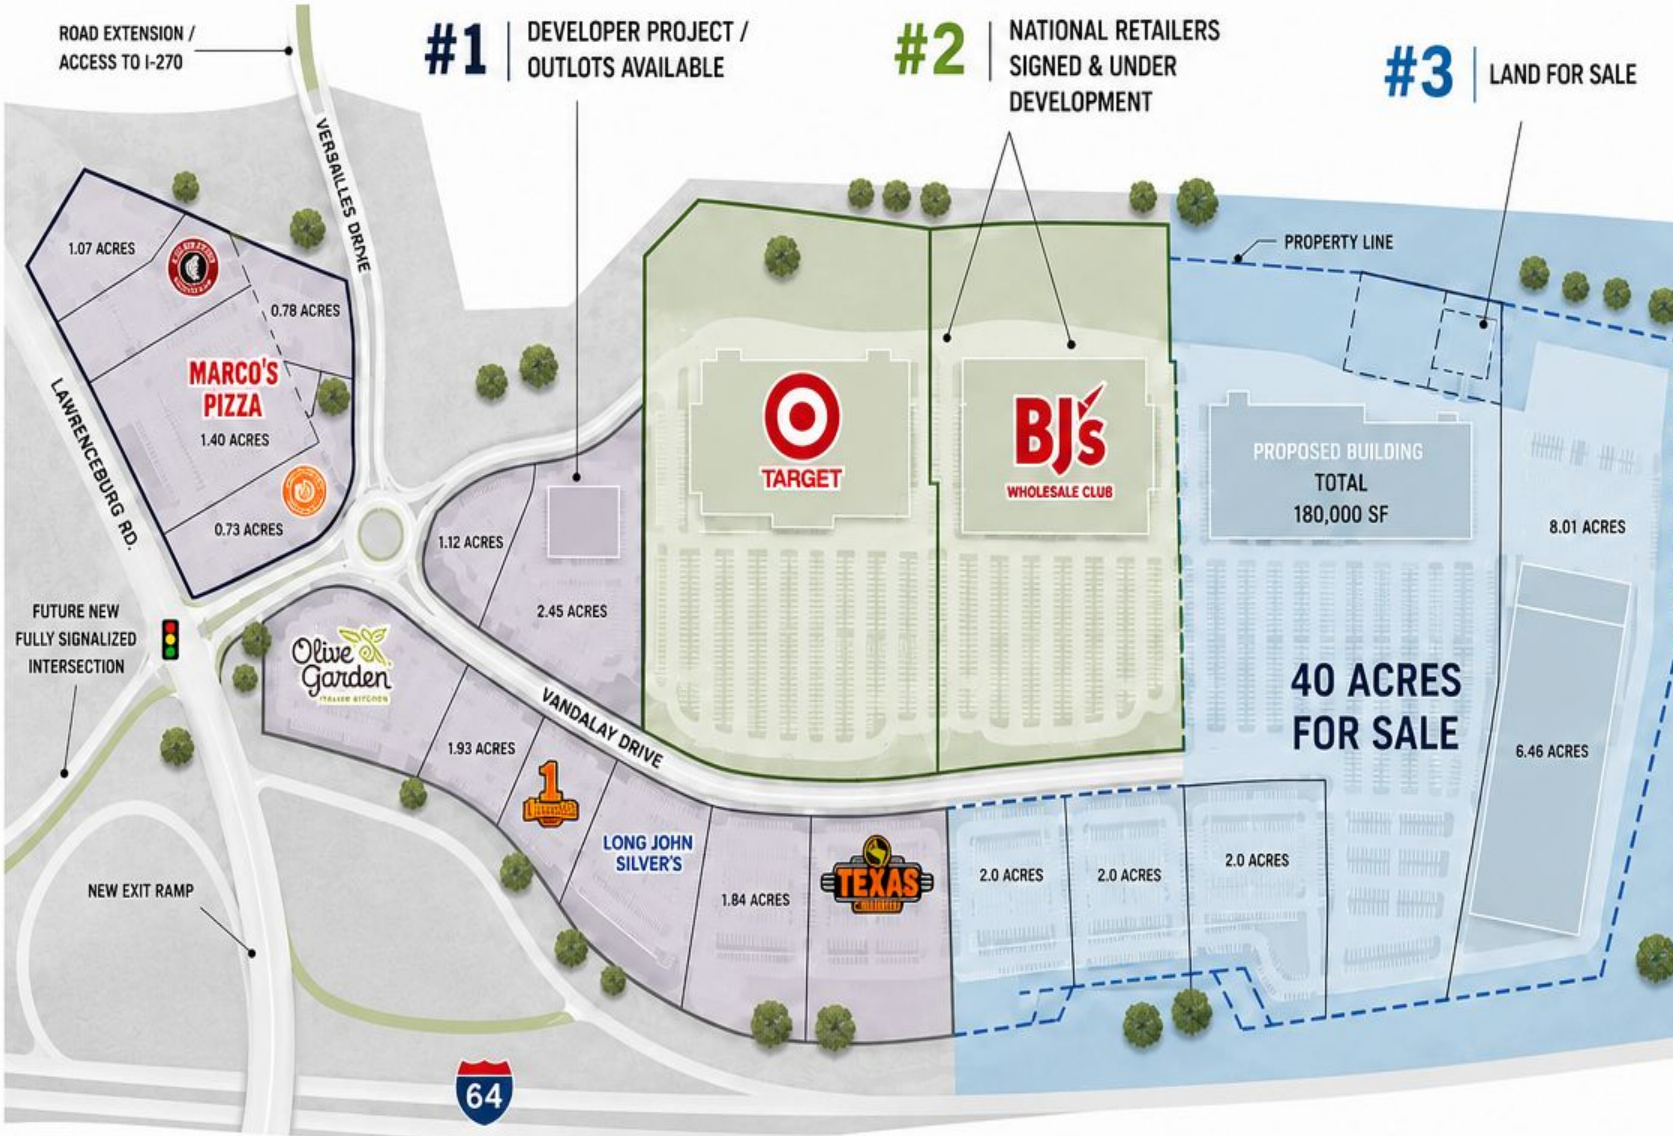 ROAD EXTENSION /
ACCESS TO I-270
#1
DEVELOPER PROJECT /
OUTLOTS AVAILABLE
#2
NATIONAL RETAILERS
SIGNED & UNDER
DEVELOPMENT
#3
LAND FOR SALE
1.07 ACRES
0.78 ACRES
MARCO'S
PIZZA
1.40 ACRES
0.73 ACRES
LAWRENCEBURG RD.
FUTURE NEW
FULLY SIGNALIZED
INTERSECTION
NEW EXIT RAMP
Olive
Garden
1.12 ACRES
2.45 ACRES
VANDALAY DRIVE
1.93 ACRES
1
LONG JOHN
SILVER'S
1.84 ACRES
TEXAS
64
TARGET
BJ's
WHOLESALE CLUB
PROPERTY LINE
PROPOSED BUILDING
TOTAL
180,000 SF
8.01 ACRES
40 ACRES
FOR SALE
6.46 ACRES
2.0 ACRES
2.0 ACRES
2.0 ACRES